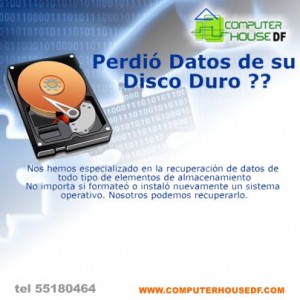 COMPUTER
HOUSE DF
Perdió Datos de su
Disco Duro ??
Nos hemos especializado en la recuperación de datos de
todo tipo de elementos de almacenamiento
No importa si formateó o instaló nuevamente un sistema
operativo. Nosotros podemos recuperarlo.
tel 55180464
WWW.COMPUTERHOUSEDF.COM